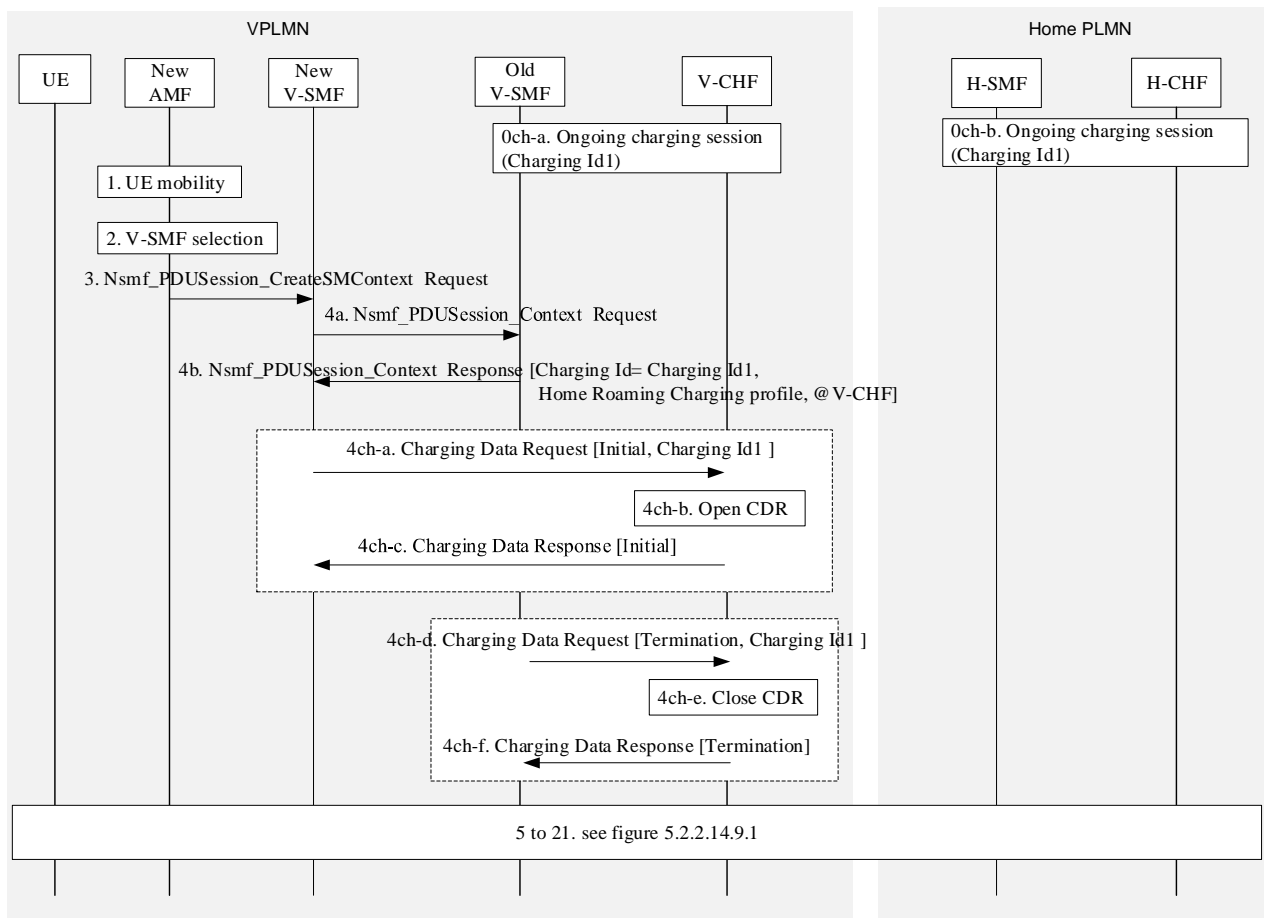 VPLMN
Home PLMN
UE
New
AMF
New
V-SMF
Old
V-SMF
V-CHF
H-SMF
H-CHF
0ch-a. Ongoing charging session
(Charging Id1)
0ch-b. Ongoing charging session
(Charging Id1)
1. UE mobility
2. V-SMF selection
3. Nsmf_PDUSession_CreateSMContext Request
4a. Nsmf_PDUSession_Context Request
4b. Nsmf_PDUSession_Context Response [Charging Id= Charging Id1,
Home Roaming Charging profile, @V-CHF]
4ch-a. Charging Data Request [Initial, Charging Id1 ]
4ch-b. Open CDR
4ch-c. Charging Data Response [Initial]
4ch-d. Charging Data Request [Termination, Charging Id1 ]
4ch-e. Close CDR
4ch-f. Charging Data Response [Termination]
5 to 21. see figure 5.2.2.14.9.1